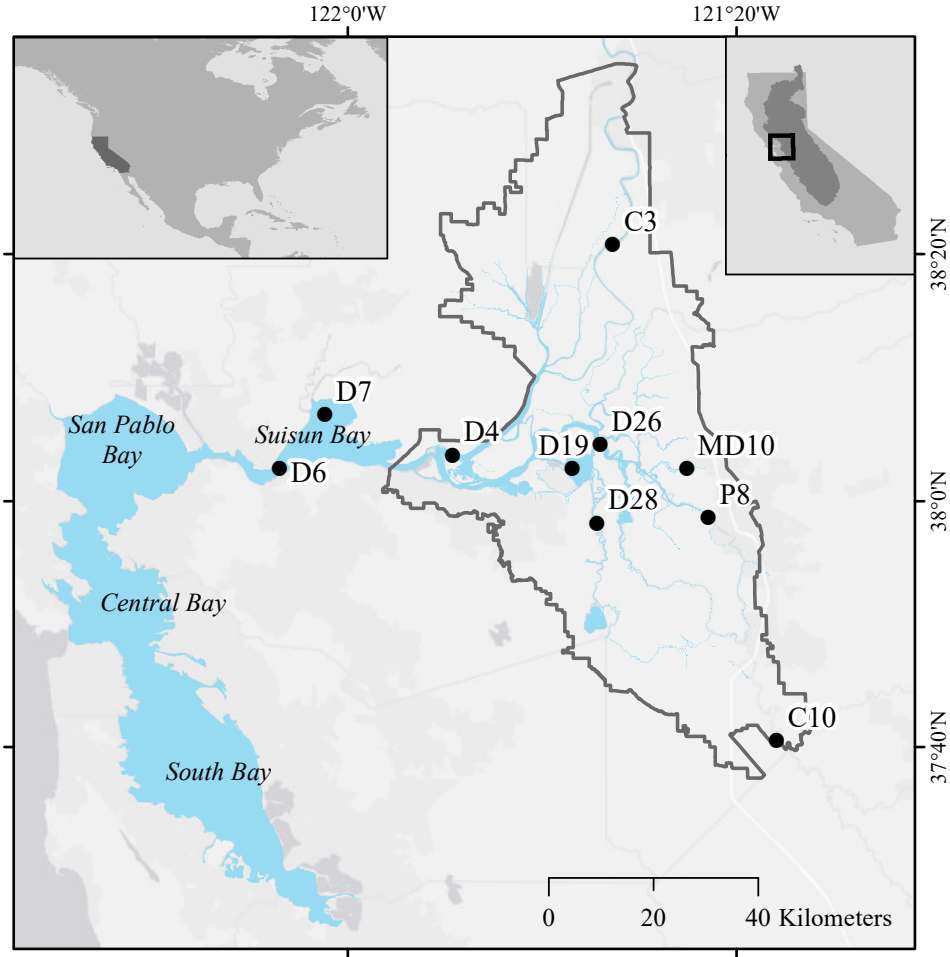 122°0'W
121°20'W
C3
38°20'N
D7
San Pablo
Bay
Suisun Bay
D4
D26
D19
MD10
D6
D28
P8
38°0'N
Central Bay
C10
37°40'N
South Bay
0
20
40 Kilometers